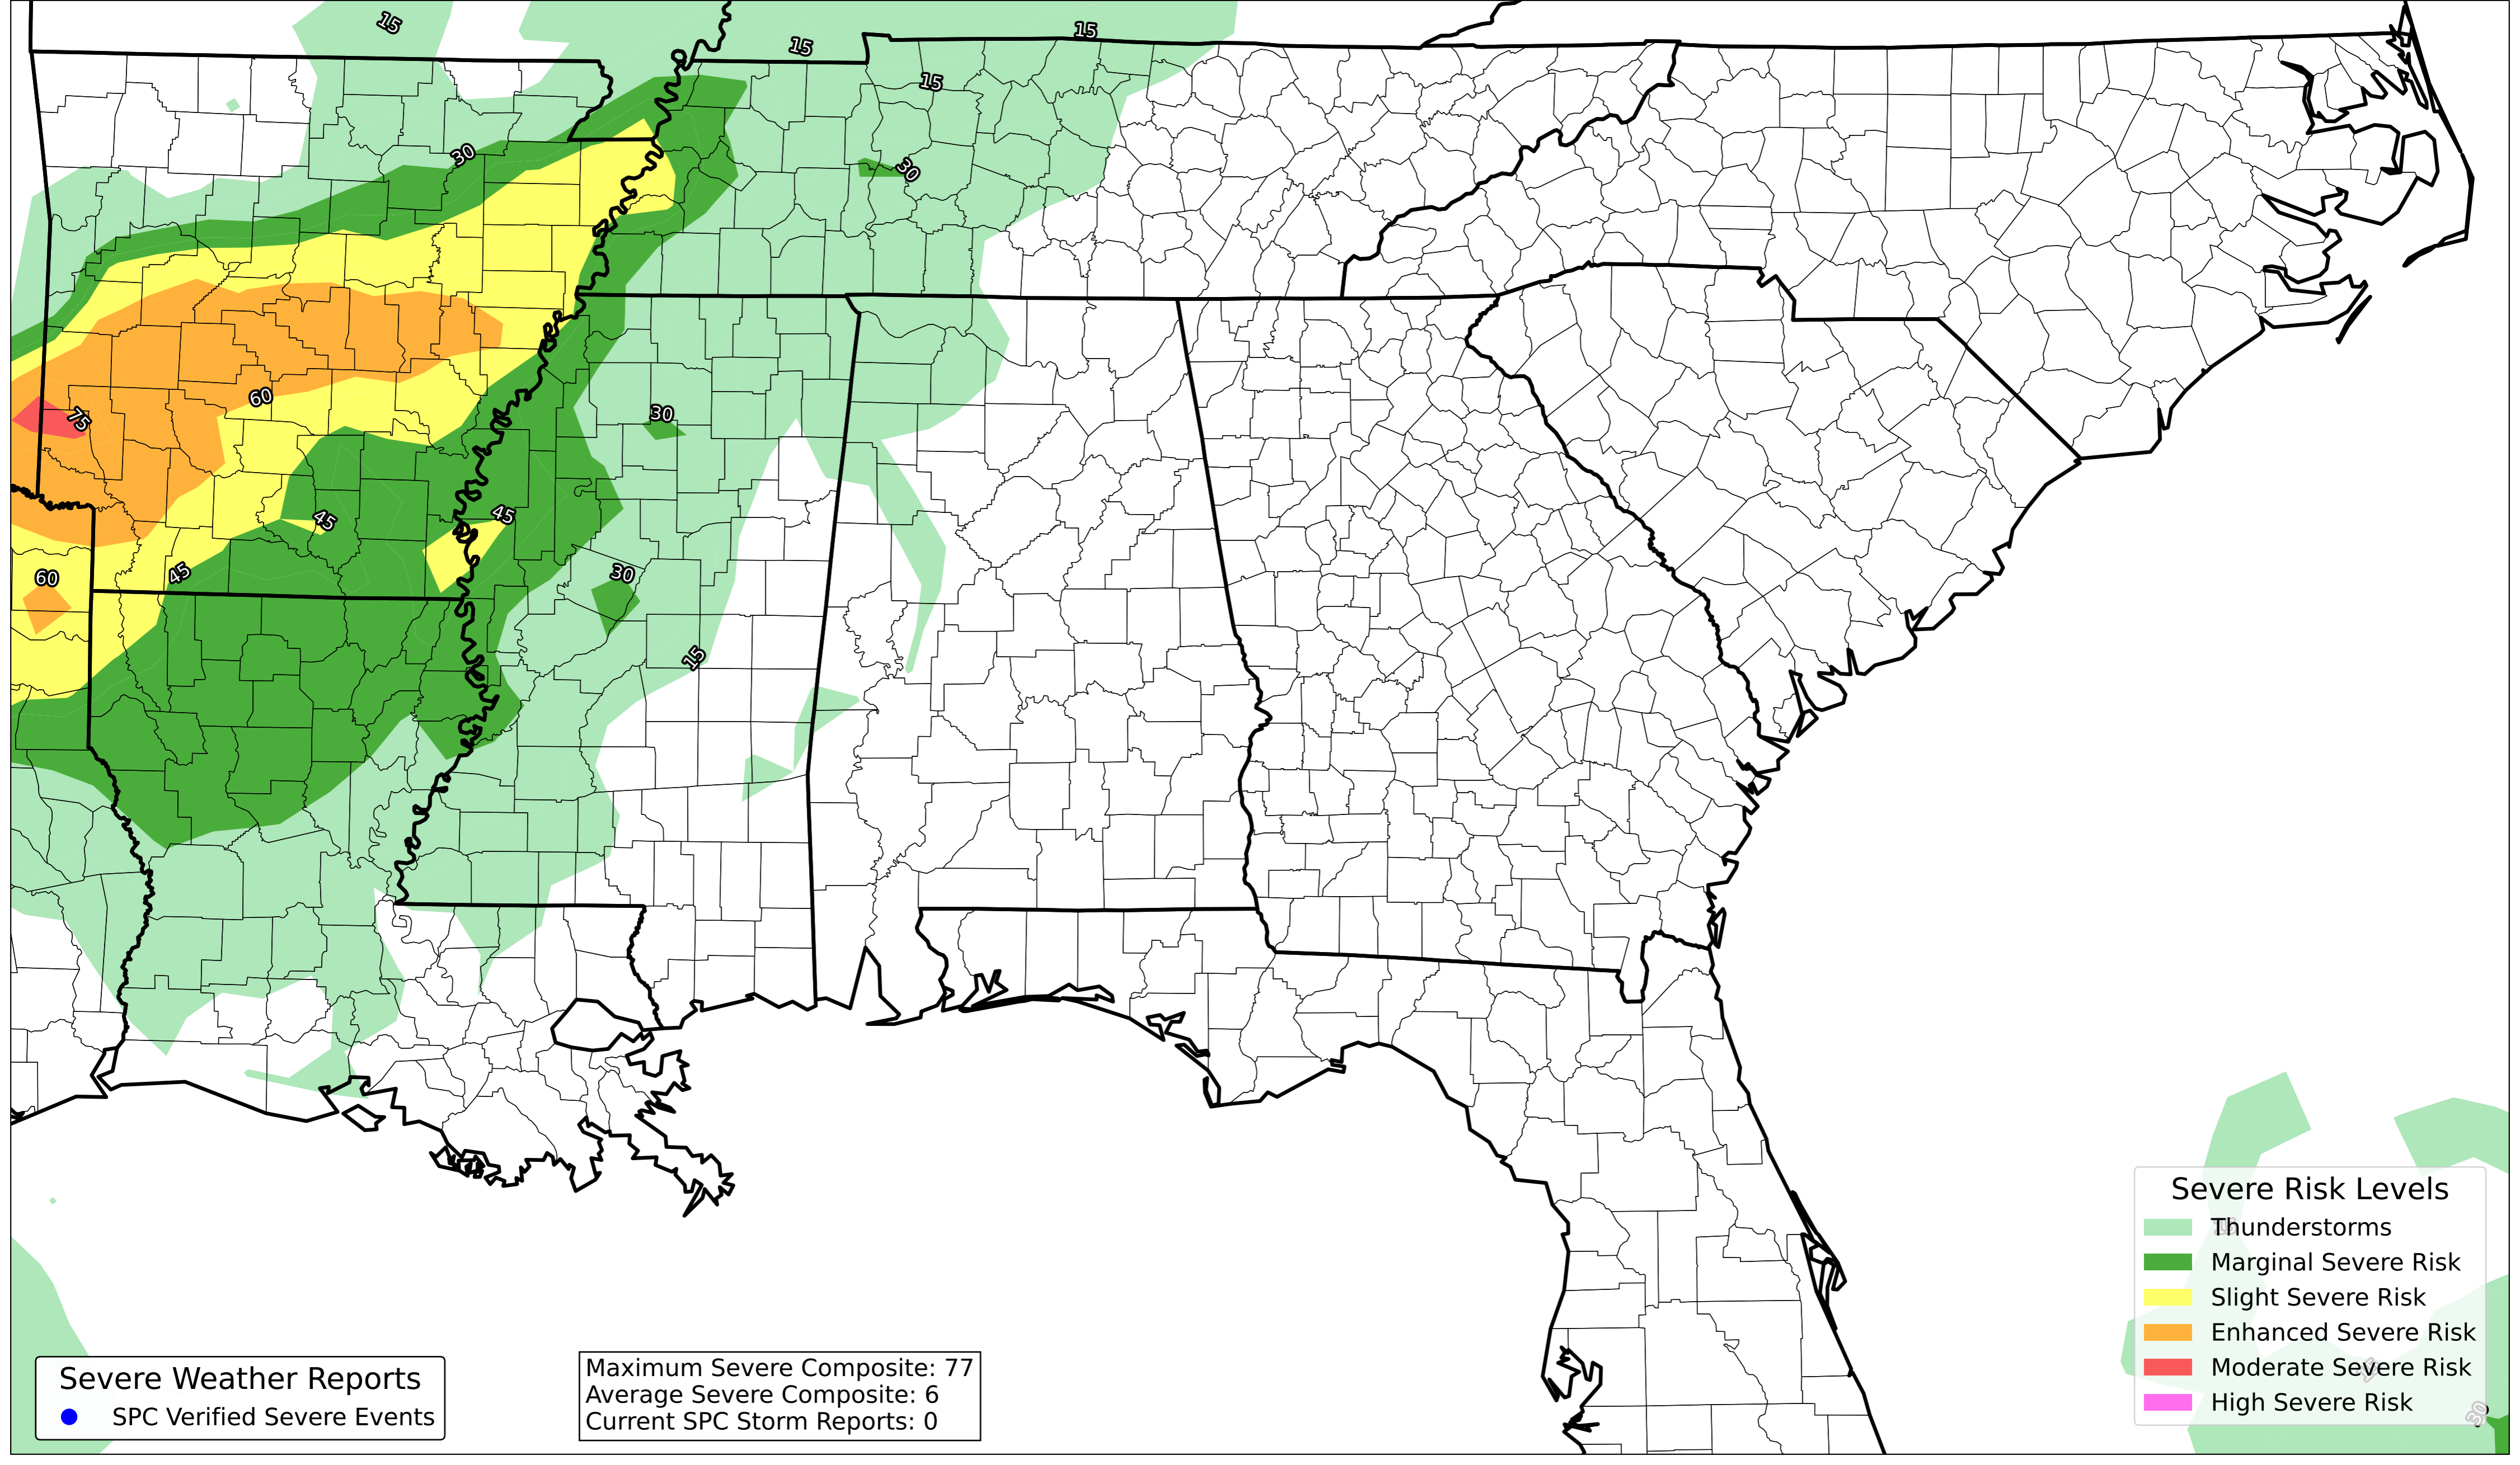 15
15
15
15
30
30
60
75
30
45
45
45
30
60
15
Severe Risk Levels
Thunderstorms
Marginal Severe Risk
Slight Severe Risk
Enhanced Severe Risk
Moderate Severe Risk
High Severe Risk
30
Severe Weather Reports
SPC Verified Severe Events
Maximum Severe Composite: 77
Average Severe Composite: 6
Current SPC Storm Reports: 0